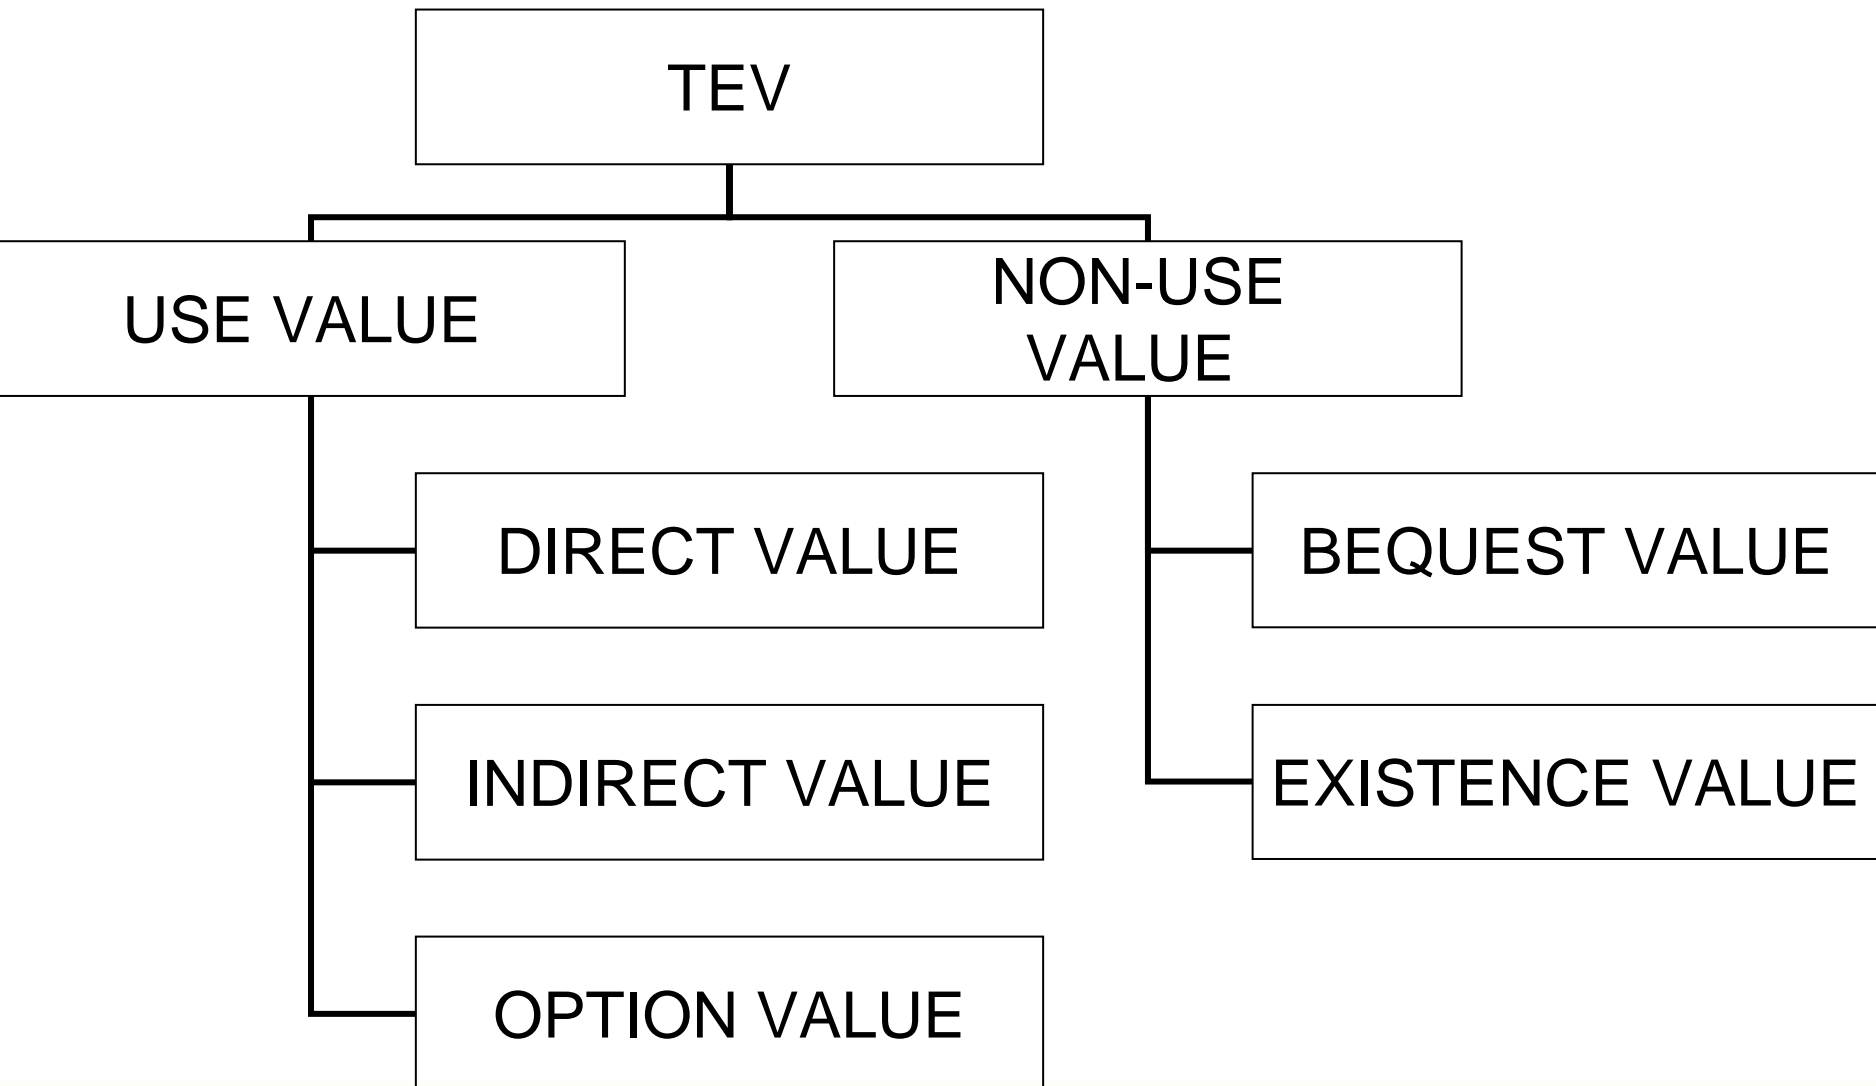 TEV
USE VALUE
NON-USE
VALUE
DIRECT VALUE
BEQUEST VALUE
INDIRECT VALUE
EXISTENCE VALUE
OPTION VALUE